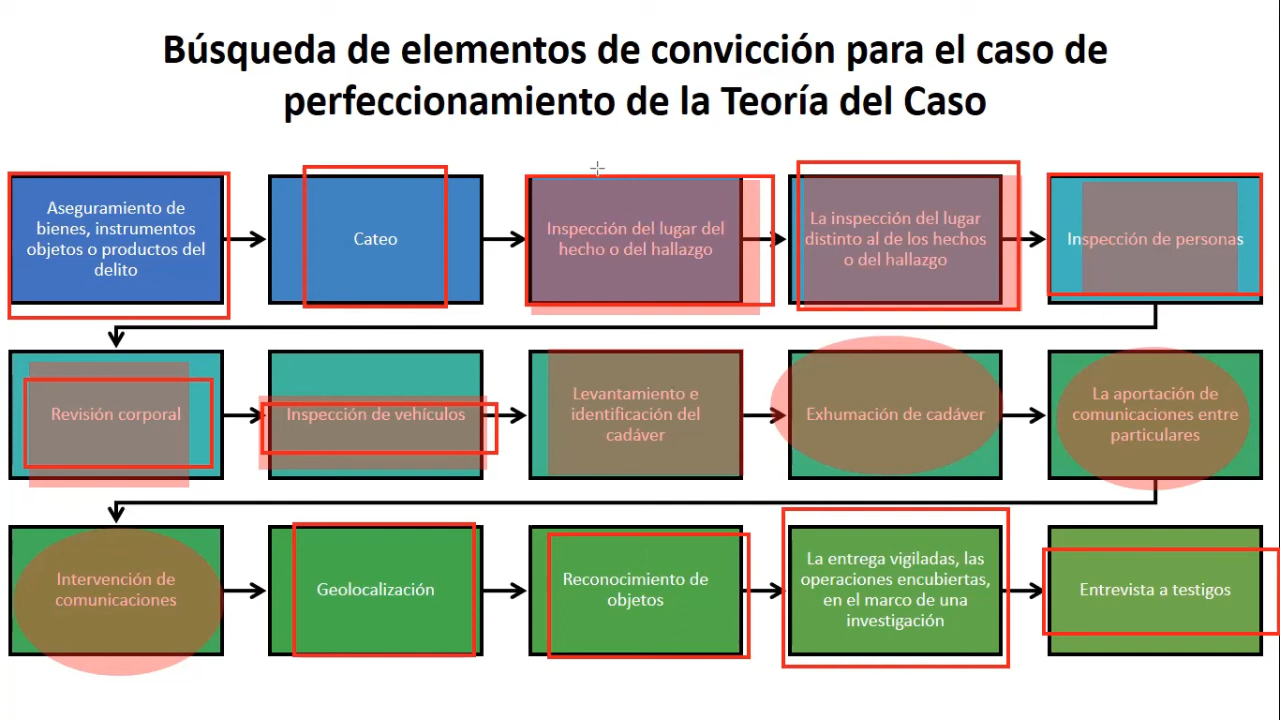 Búsqueda de elementos de convicción para el caso de
perfeccionamiento de la Teoría del Caso
Aseguramiento de
bienes, instrumentos
objetos o productos del
delito
Cateo
Inspección del lugar del
hecho o del hallazgo
La inspección del lugar
distinto al de los hechos
o del hallazgo
Inspección de personas
Revisión corporal
Inspección de vehículos
Levantamiento e
identificación del
cadáver
Exhumación de cadáver
La aportación de
comunicaciones entre
particulares
Intervención de
comunicaciones
Geolocalización
Reconocimiento de
objetos
La entrega vigiladas, las
operaciones encubiertas,
en el marco de una
investigación
Entrevista a testigos